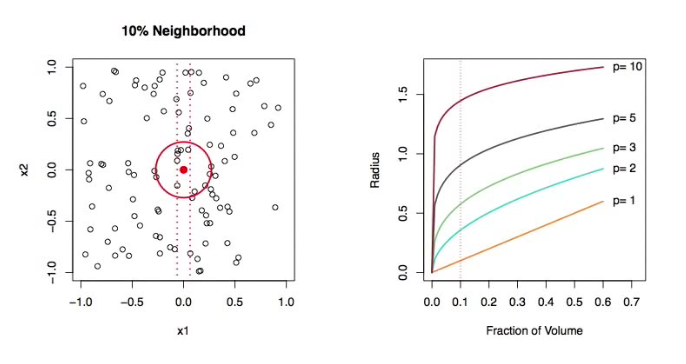 10% Neighborhood
1.0
0.5
0.0
−0.5
−1.0
x2
−1.0 −0.5 0.0 0.5 1.0
x1
p= 10
p= 5
p= 3
p= 2
p= 1
1.5
1.0
0.5
0.0
Radius
0.0 0.1 0.2 0.3 0.4 0.5 0.6 0.7
Fraction of Volume